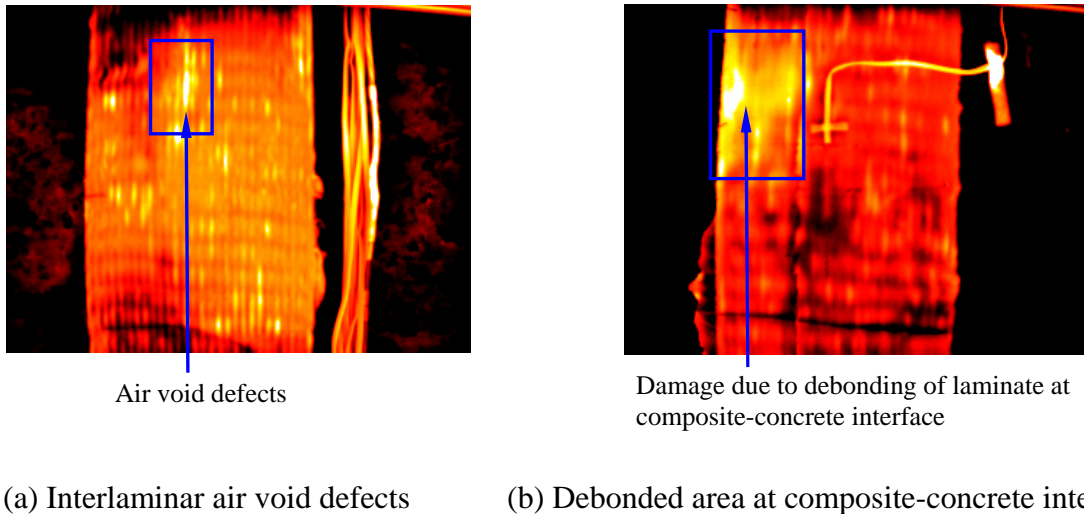 Air void defects
Damage due to debonding of laminate at
composite-concrete interface
(a) Interlaminar air void defects
(b) Debonded area at composite-concrete inte